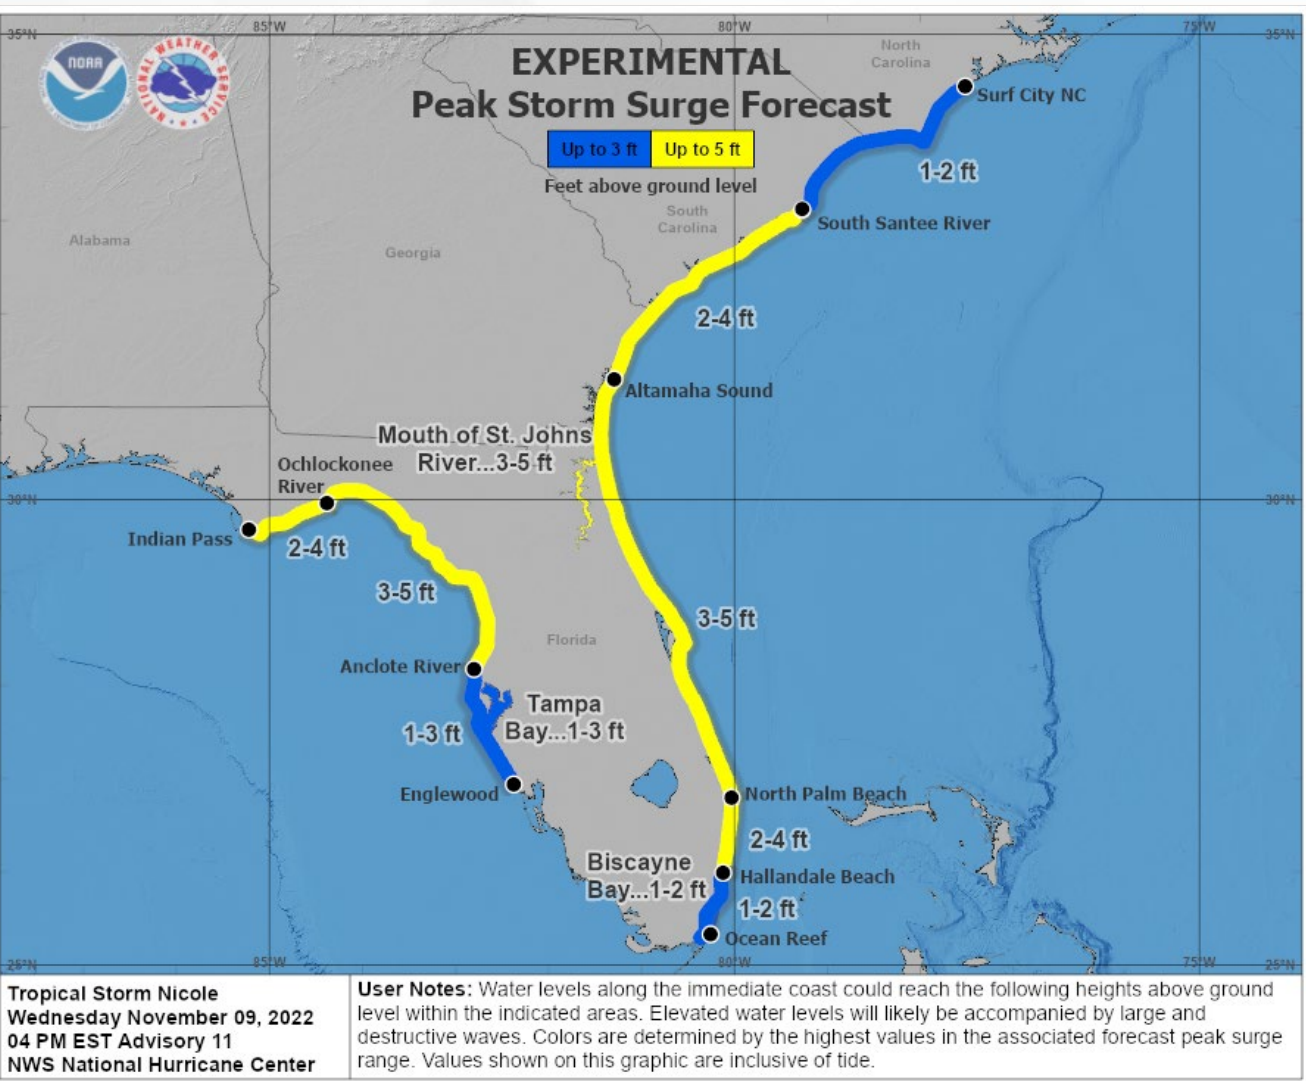 85°W
80°W
75°W
35°N
35°N
NOAA
NATIONAL WEATHER SERVICE
EXPERIMENTAL
Peak Storm Surge Forecast
Up to 3 ft
Up to 5 ft
Feet above ground level
North
Carolina
Surf City NC
1-2 ft
South
Carolina
South Santee River
Alabama
Georgia
2-4 ft
Altamaha Sound
Mouth of St. Johns
River...3-5 ft
Ochlockonee
River
30°N
30°N
Indian Pass
2-4 ft
3-5 ft
3-5 ft
Florida
Anclote River
Tampa
Bay...1-3 ft
1-3 ft
Englewood
North Palm Beach
2-4 ft
Biscayne
Bay...1-2 ft
Hallandale Beach
1-2 ft
Ocean Reef
25°N
85°W
80°W
75°W
25°N
Tropical Storm Nicole
Wednesday November 09, 2022
04 PM EST Advisory 11
NWS National Hurricane Center
User Notes: Water levels along the immediate coast could reach the following heights above ground
level within the indicated areas. Elevated water levels will likely be accompanied by large and
destructive waves. Colors are determined by the highest values in the associated forecast peak surge
range. Values shown on this graphic are inclusive of tide.